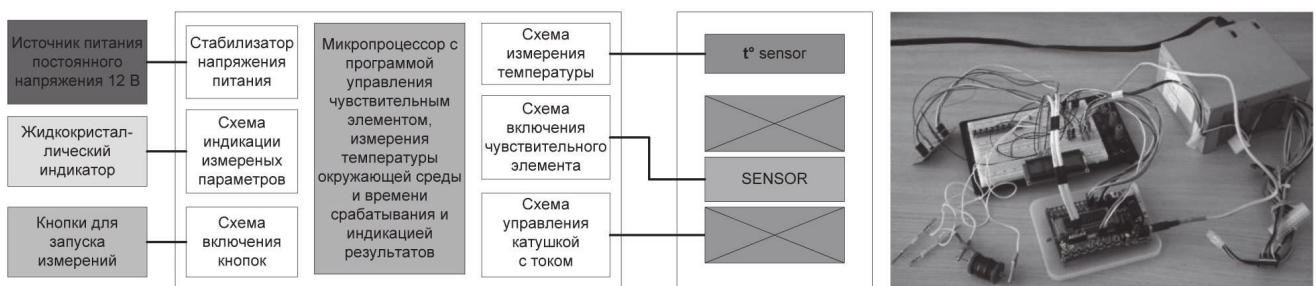 Источник питания
постоянного
напряжения 12 В
Жидкокристал-
лический
индикатор
Кнопки для
запуска
измерений
Стабилизатор
напряжения
питания
Схема
индикации
измереных
параметров
Схема
включения
кнопок
Микропроцессор с
программой
управления
чувствительным
элементом,
измерения
температуры
окружающей среды
и времени
срабатывания и
индикацией
результатов
Схема
измерения
температуры
Схема
включения
чувствительного
элемента
Схема
управления
катушкой
с током
t° sensor
SENSOR